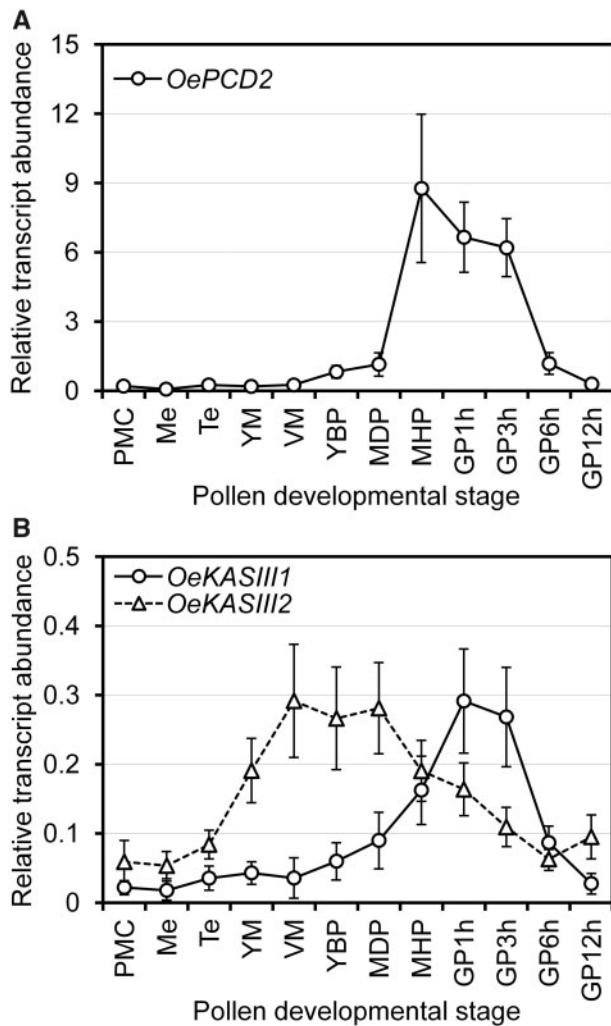 A
Relative transcript abundance
15
12
9
6
3
0
OePCD2
PMC
Me
Te
YM
VM
YBP
MDP
MHP
GP1h
GP3h
GP6h
GP12h
Pollen developmental stage
B
Relative transcript abundance
0.5
0.4
0.3
0.2
0.1
0
OeKASIII1
OeKASIII2
PMC
Me
Te
YM
VM
YBP
MDP
MHP
GP1h
GP3h
GP6h
GP12h
Pollen developmental stage